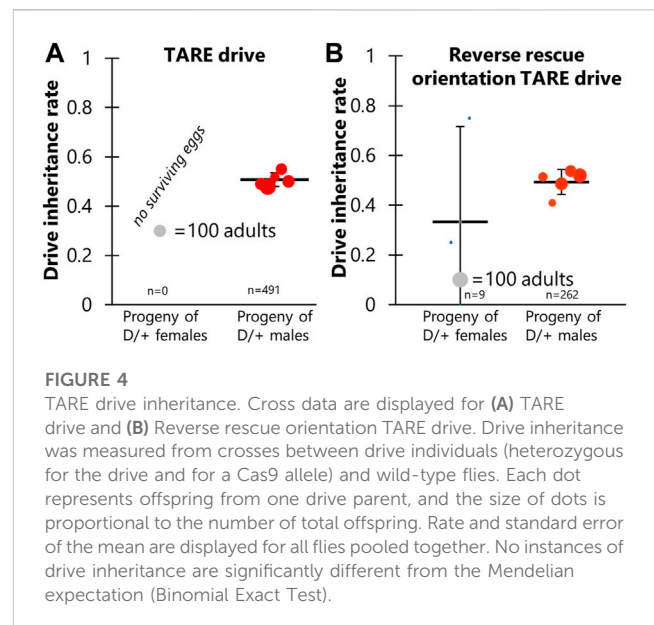 A
TARE drive
Drive inheritance rate
1
0.8
0.6
0.4
0.2
0
no surviving eggs
=100 adults
n=0
n=491
Progeny of
D/+ females
Progeny of
D/+ males
B
Reverse rescue
orientation TARE drive
Drive inheritance rate
1
0.8
0.6
0.4
0.2
0
=100 adults
n=9
n=262
Progeny of
D/+ females
Progeny of
D/+ males
FIGURE 4
TARE drive inheritance. Cross data are displayed for (A) TARE
drive and (B) Reverse rescue orientation TARE drive. Drive inheritance
was measured from crosses between drive individuals (heterozygous
for the drive and for a Cas9 allele) and wild-type flies. Each dot
represents offspring from one drive parent, and the size of dots is
proportional to the number of total offspring. Rate and standard error
of the mean are displayed for all flies pooled together. No instances of
drive inheritance are significantly different from the Mendelian
expectation (Binomial Exact Test).